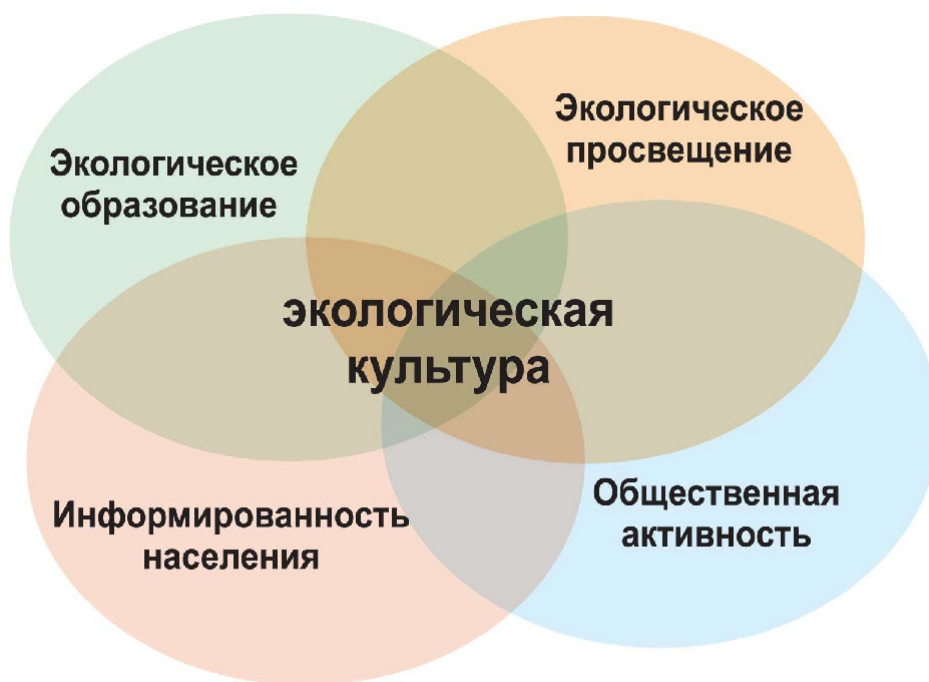 Экологическое
образование
Экологическое
просвещение
экологическая
культура
Информированность
населения
Общественная
активность